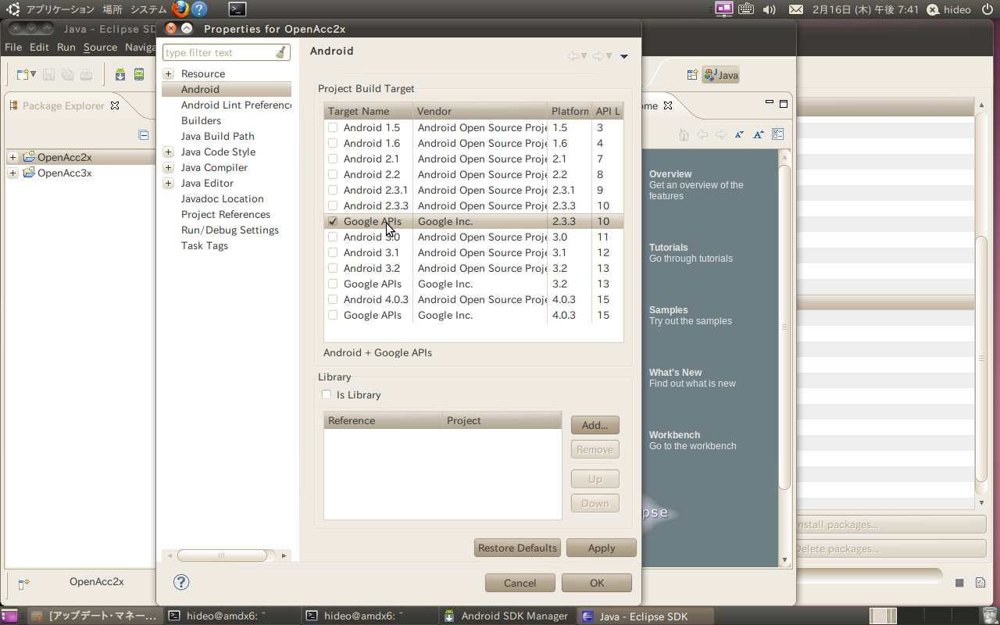 アプリケーション 場所 システム 2月16日 (木) 午後 7:41 hideo
Java - Eclipse SD
Properties for OpenAcc2x
File Edit Run Source Naviga
type filter text
Android
Resource
Android
Android Lint Preferenc
Builders
Java Build Path
Java Code Style
Java Compiler
Java Editor
Javadoc Location
Project References
Run/Debug Settings
Task Tags
Package Explorer
OpenAcc2x
OpenAcc3x
Project Build Target
Target Name Vendor Platforn API L
Android 1.5 Android Open Source Proje 1.5 3
Android 1.6 Android Open Source Proje 1.6 4
Android 2.1 Android Open Source Proje 2.1 7
Android 2.2 Android Open Source Proje 2.2 8
Android 2.3.1 Android Open Source Proje 2.3.1 9
Android 2.3.3 Android Open Source Proje 2.3.3 10
Google APIs Google Inc. 2.3.3 10
Android 3.0 Android Open Source Proje 3.0 11
Android 3.1 Android Open Source Proje 3.1 12
Android 3.2 Android Open Source Proje 3.2 13
Google APIs Google Inc. 3.2 13
Android 4.0.3 Android Open Source Proje 4.0.3 15
Google APIs Google Inc. 4.0.3 15
Android + Google APIs
Library
Is Library
Reference Project
Add...
Remove
Up
Down
Restore Defaults Apply
Cancel OK
Java
ome
Overview
Get an overview of the
features
Tutorials
Go through tutorials
Samples
Try out the samples
What's New
Find out what is new
Workbench
Go to the workbench
pse
nstall packages...
Delete packages...
OpenAcc2x
[アップデート・マネー... hideo@amdx6: ~ hideo@amdx6: ~ Android SDK Manager Java - Eclipse SDK